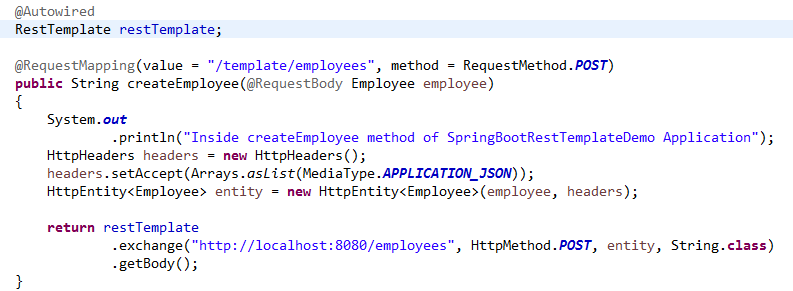 @Autowired
RestTemplate restTemplate;
@RequestMapping(value = "/template/employees", method = RequestMethod.POST)
public String createEmployee(@RequestBody Employee employee)
{
System.out
.println("Inside createEmployee method of SpringBootRestTemplateDemo Application");
HttpHeaders headers = new HttpHeaders();
headers.setAccept(Arrays.asList(MediaType.APPLICATION_JSON));
HttpEntity<Employee> entity = new HttpEntity<Employee>(employee, headers);
return restTemplate
.exchange("http://localhost:8080/employees", HttpMethod.POST, entity, String.class)
.getBody();
}